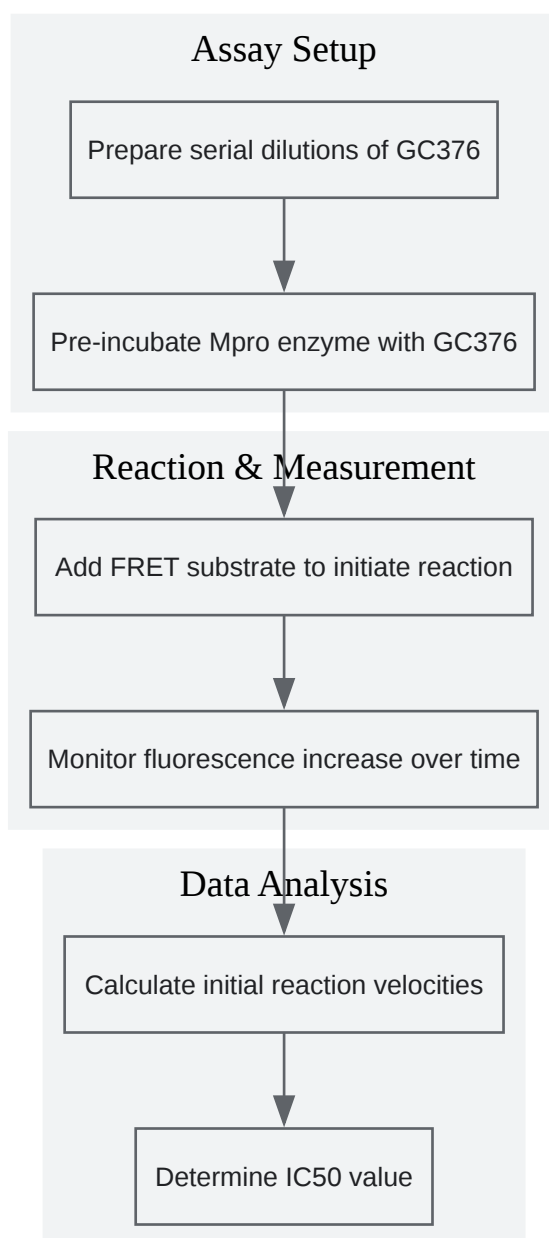 Assay Setup
Prepare serial dilutions of GC376
Pre-incubate Mpro enzyme with GC376
Reaction & Measurement
Add FRET substrate to initiate reaction
Monitor fluorescence increase over time
Data Analysis
Calculate initial reaction velocities
Determine IC50 value